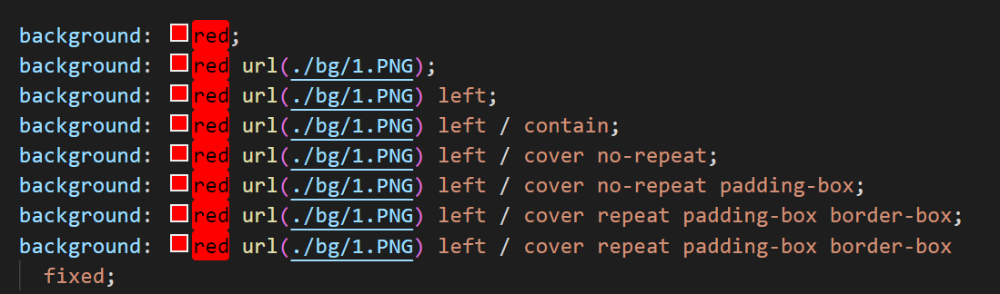 background: red;
background: red url(./bg/1.PNG);
background: red url(./bg/1.PNG) left;
background: red url(./bg/1.PNG) left / contain;
background: red url(./bg/1.PNG) left / cover no-repeat;
background: red url(./bg/1.PNG) left / cover no-repeat padding-box;
background: red url(./bg/1.PNG) left / cover repeat padding-box border-box;
background: red url(./bg/1.PNG) left / cover repeat padding-box border-box
fixed;